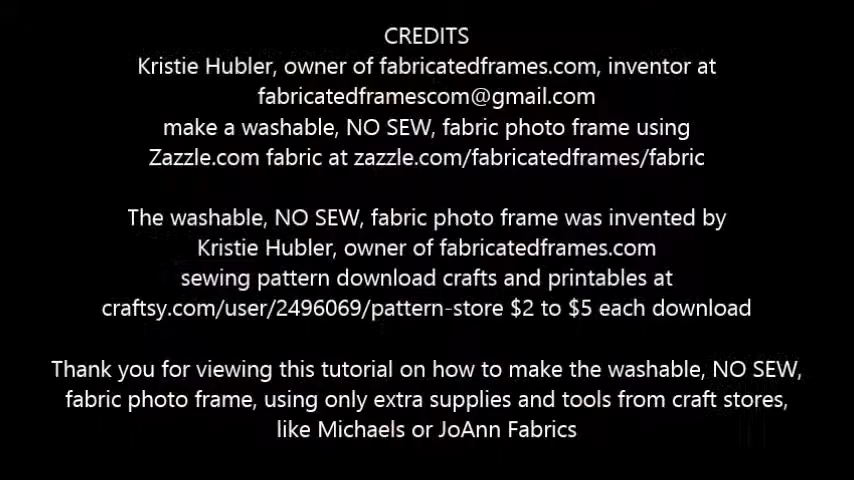 CREDITS
Kristie Hubler, owner of fabricatedframes.com, inventor at
fabricatedframescom@gmail.com
make a washable, NO SEW, fabric photo frame using
Zazzle.com fabric at zazzle.com/fabricatedframes/fabric
The washable, NO SEW, fabric photo frame was invented by
Kristie Hubler, owner of fabricatedframes.com
sewing pattern download crafts and printables at
craftsy.com/user/2496069/pattern-store $2 to $5 each download
Thank you for viewing this tutorial on how to make the washable, NO SEW,
fabric photo frame, using only extra supplies and tools from craft stores,
like Michaels or JoAnn Fabrics